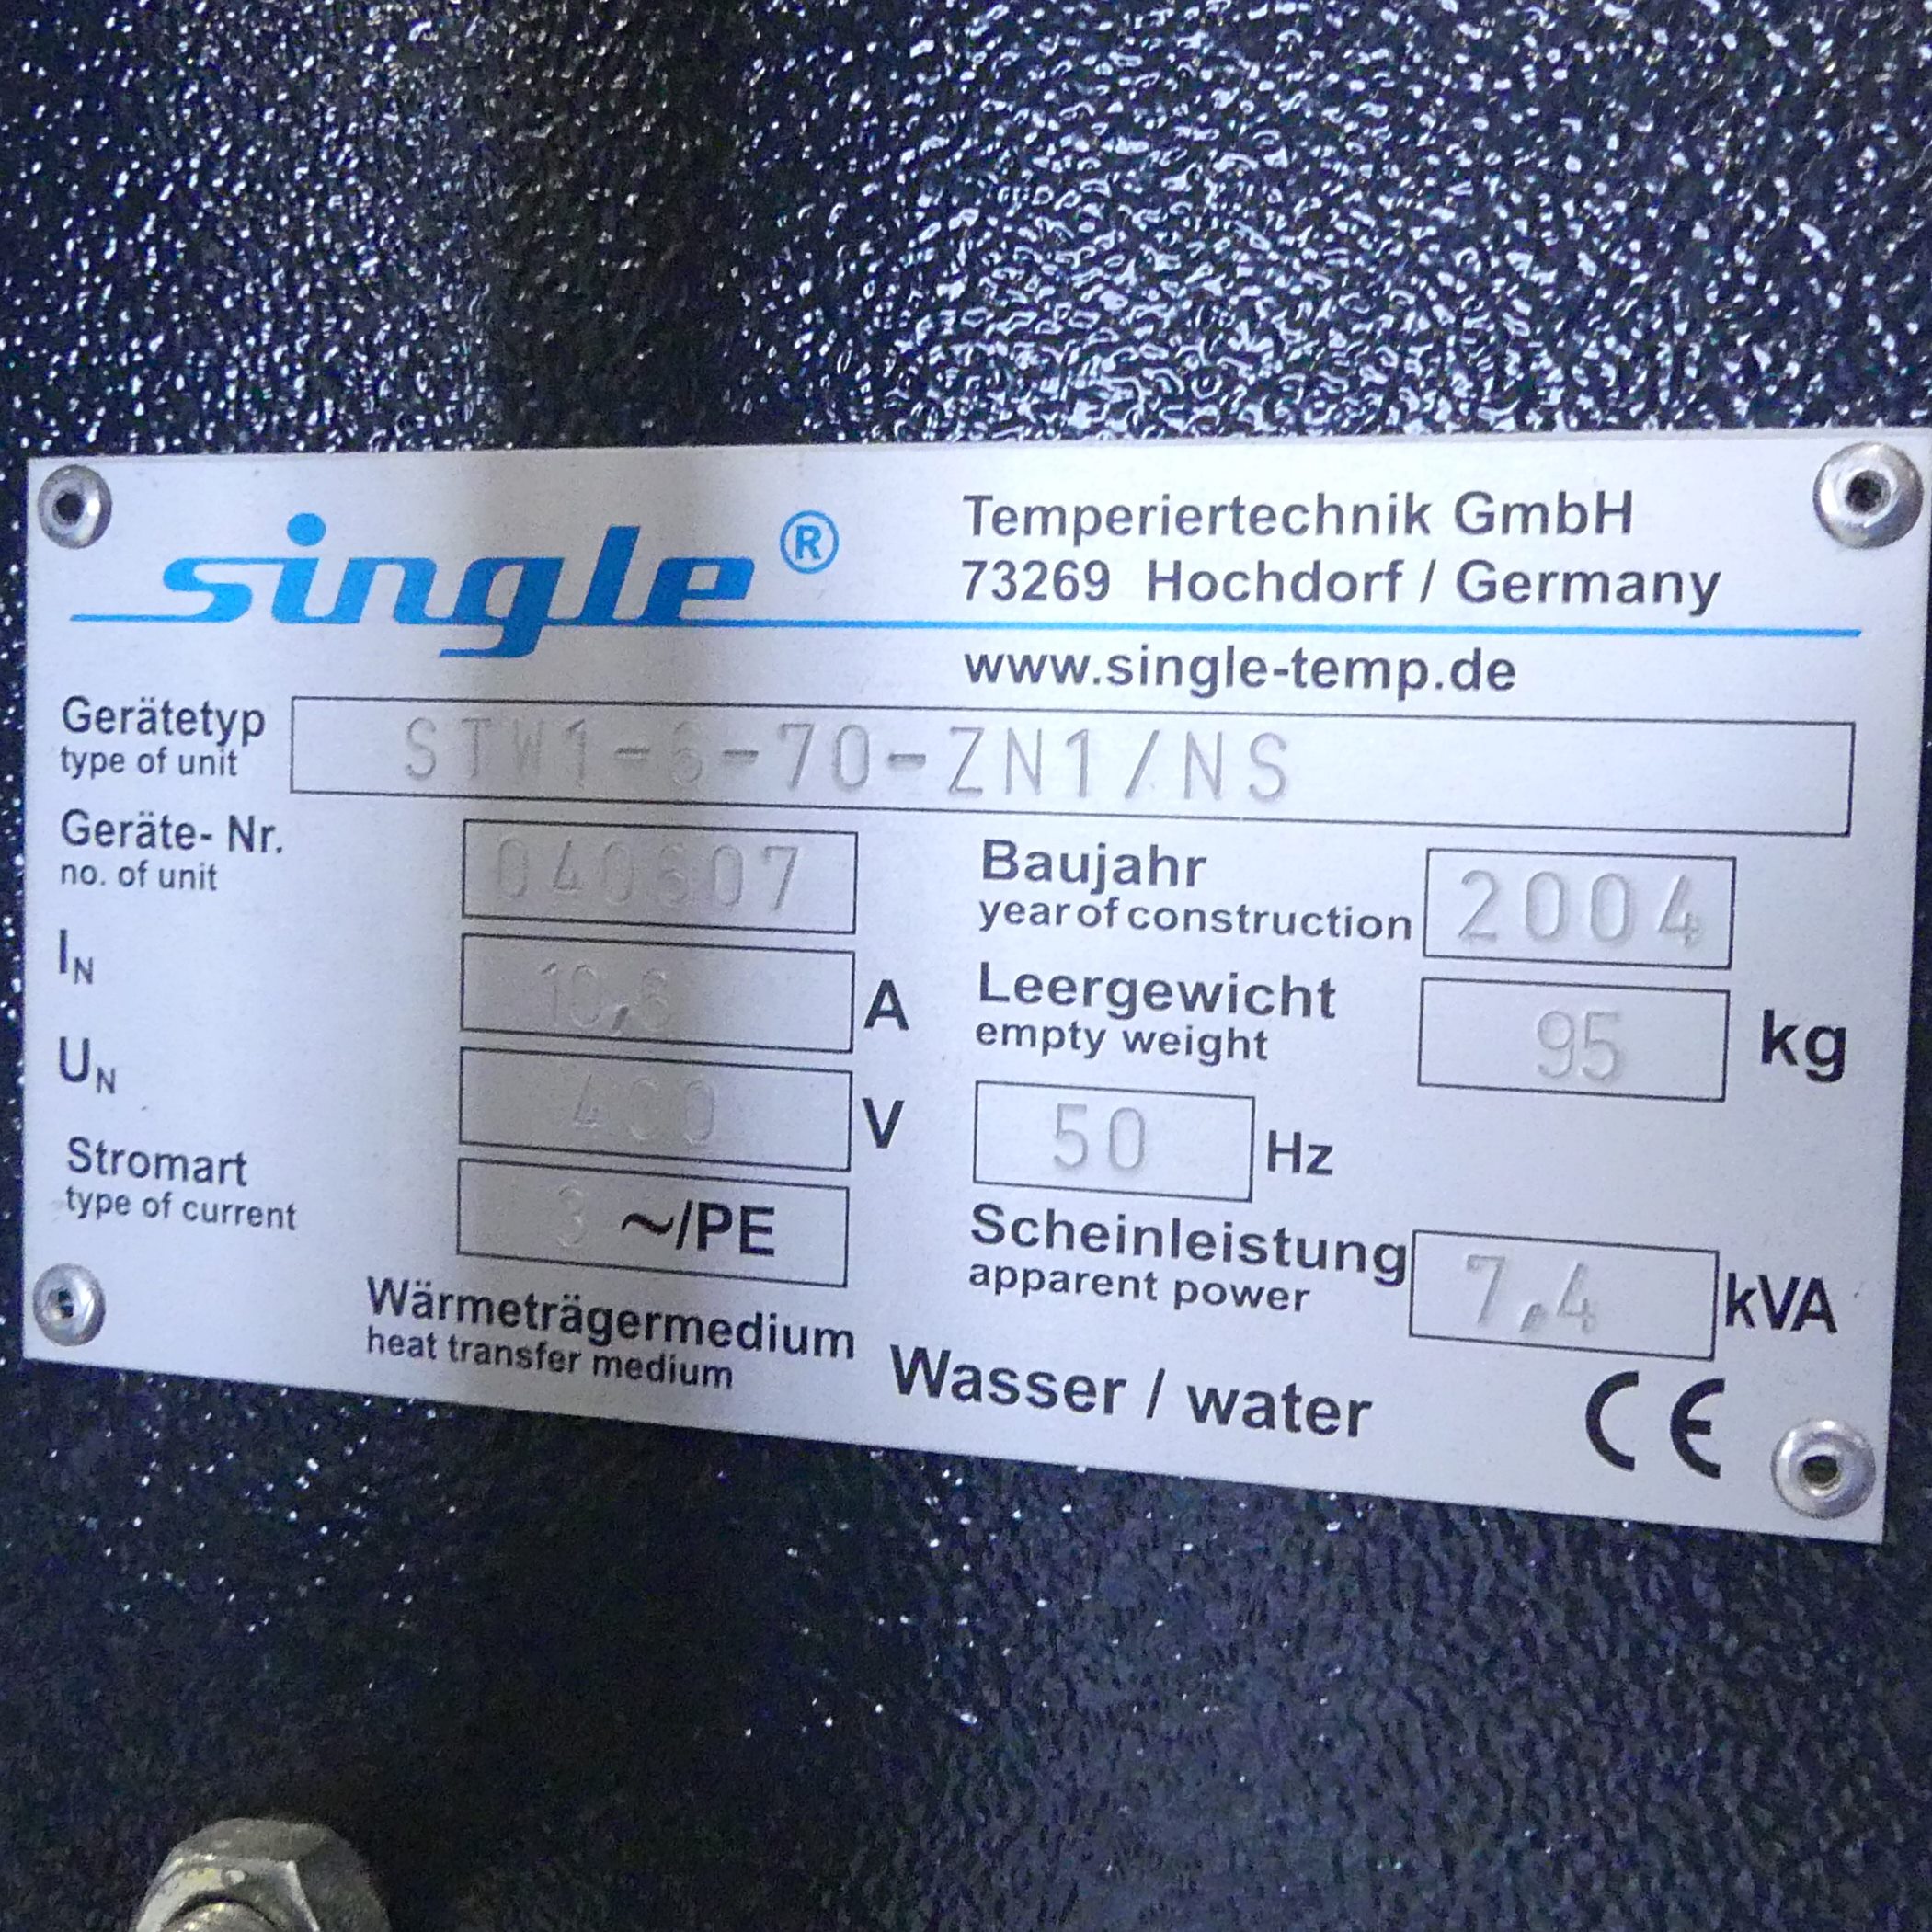 single®
Temperiertechnik GmbH
73269 Hochdorf / Germany
www.single-temp.de
Gerätetyp
type of unit
STW1-6-70-ZN1/NS
Geräte- Nr.
no. of unit
040607
Baujahr
year of construction
2004
IN
10,6 A
Leergewicht
empty weight
95 kg
UN
400 V
50 Hz
Stromart
type of current
3 ~/PE
Scheinleistung
apparent power
7,4 kVA
Wärmeträgermedium
heat transfer medium
Wasser / water
CE